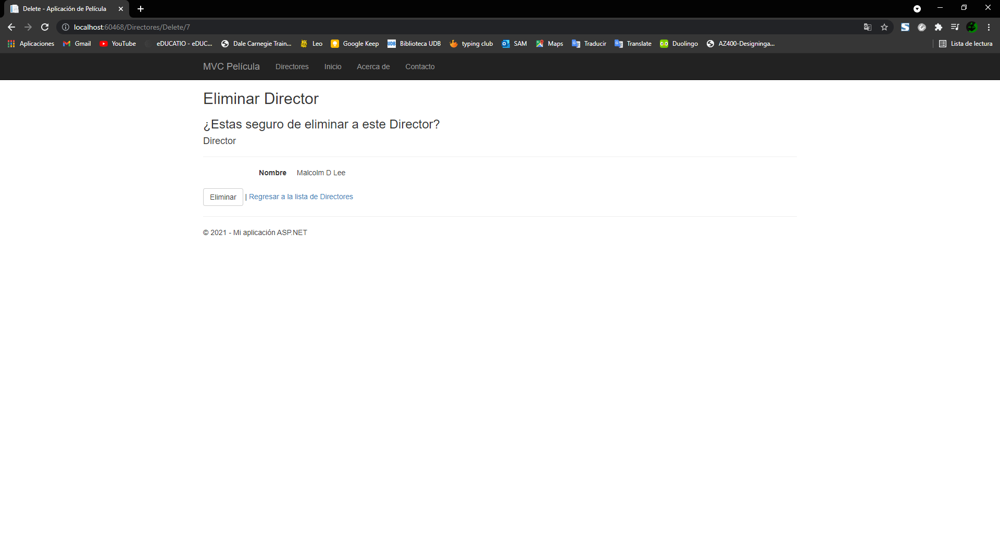 Delete - Aplicación de Película
localhost:60468/Directores/Delete/7
Aplicaciones Gmail YouTube eDUCATIO - eDUC... Dale Carnegie Train... Leo Google Keep UDB Biblioteca UDB typing club SAM Maps Traducir Translate Duolingo AZ400-Designinga... Lista de lectura
MVC Película Directores Inicio Acerca de Contacto
Eliminar Director
¿Estas seguro de eliminar a este Director?
Director
Nombre Malcolm D Lee
Eliminar | Regresar a la lista de Directores
© 2021 - Mi aplicación ASP.NET